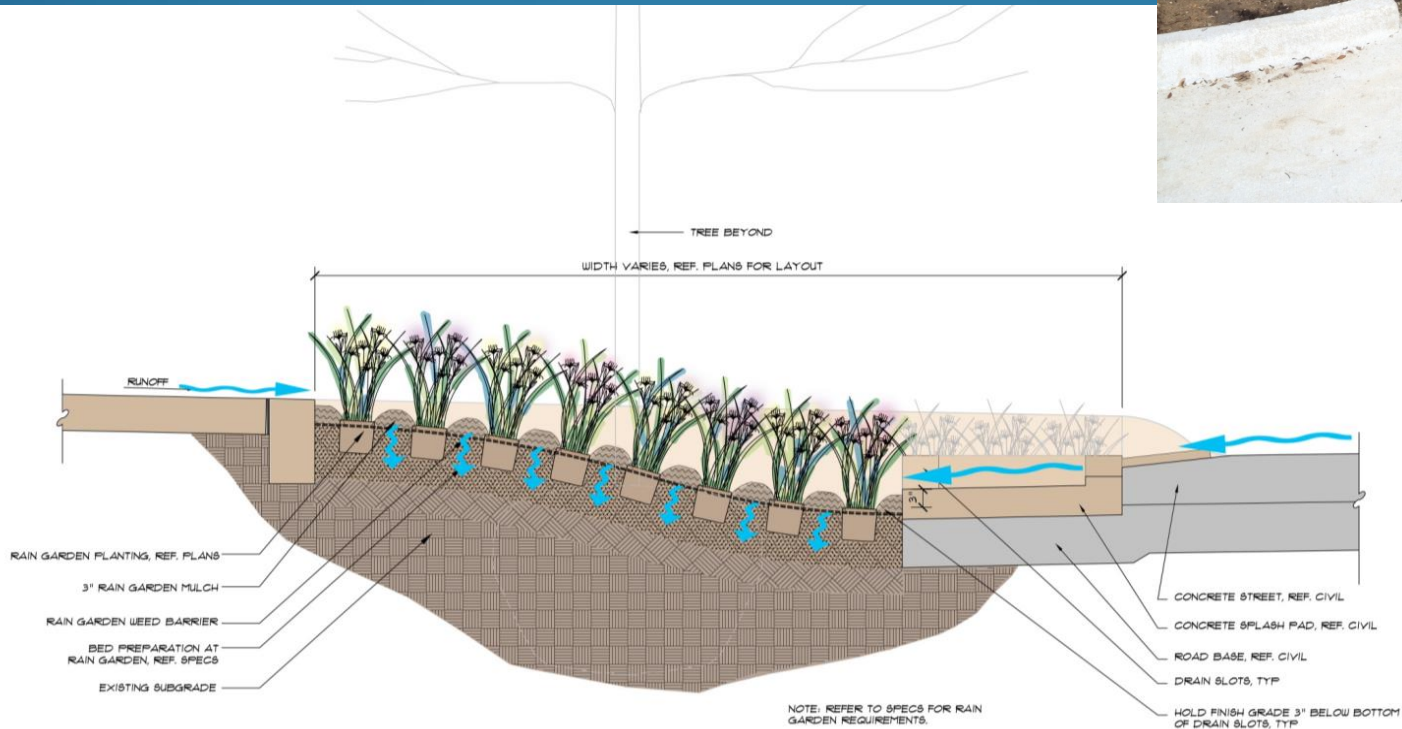 TREE BEYOND
WIDTH VARIES, REF. PLANS FOR LAYOUT
RUNOFF
3"
RAIN GARDEN PLANTING, REF. PLANS
3" RAIN GARDEN MULCH
RAIN GARDEN WEED BARRIER
BED PREPARATION AT
RAIN GARDEN, REF. SPECS
EXISTING SUBGRADE
CONCRETE STREET, REF. CIVIL
CONCRETE SPLASH PAD, REF. CIVIL
ROAD BASE, REF. CIVIL
DRAIN SLOTS, TYP
HOLD FINISH GRADE 3" BELOW BOTTOM
OF DRAIN SLOTS, TYP
NOTE: REFER TO SPECS FOR RAIN
GARDEN REQUIREMENTS.